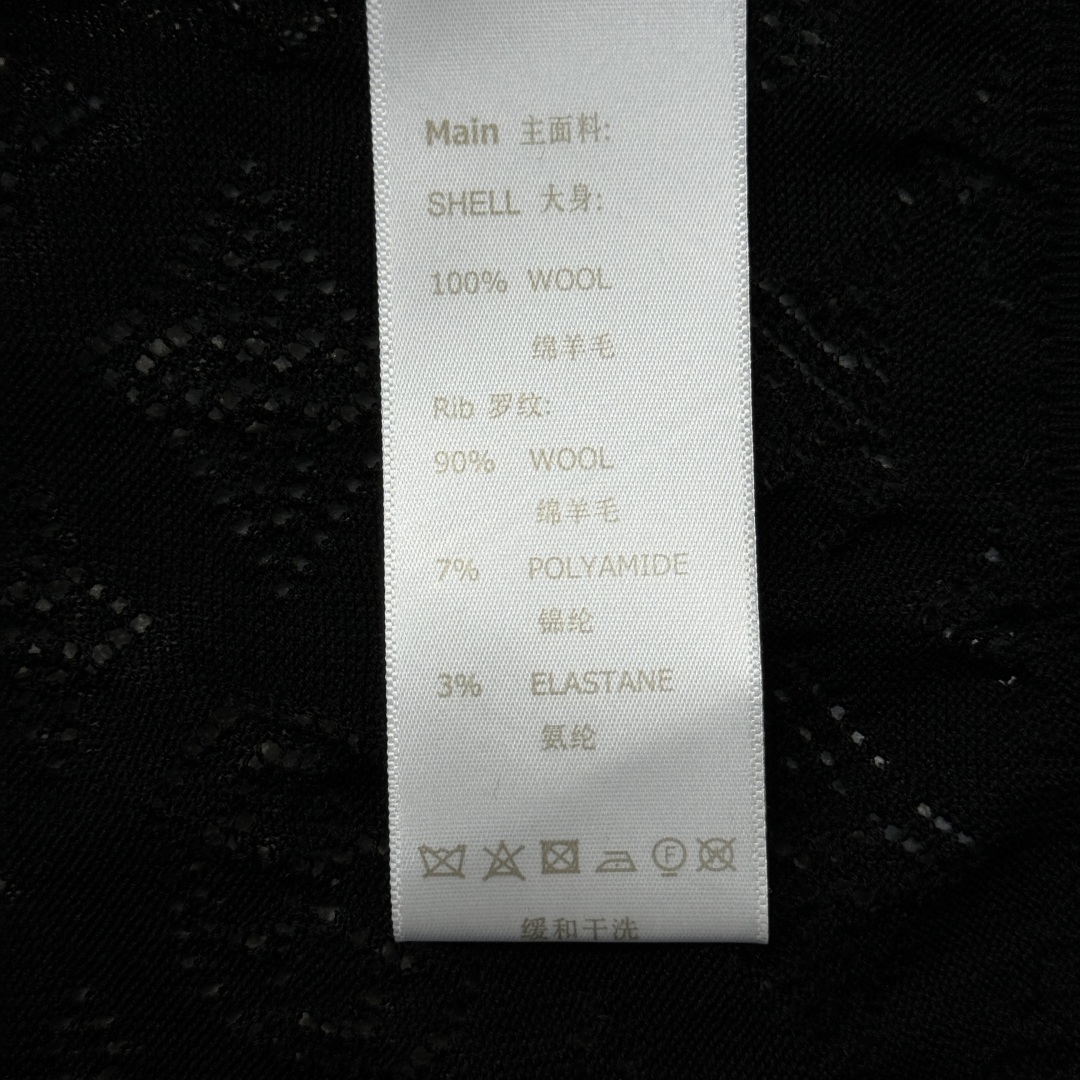 Main 主面料:
SHELL 大身:
100% WOOL
绵羊毛
Rib 罗纹:
90% WOOL
绵羊毛
7% POLYAMIDE
锦纶
3% ELASTANE
氨纶
F W
缓和干洗